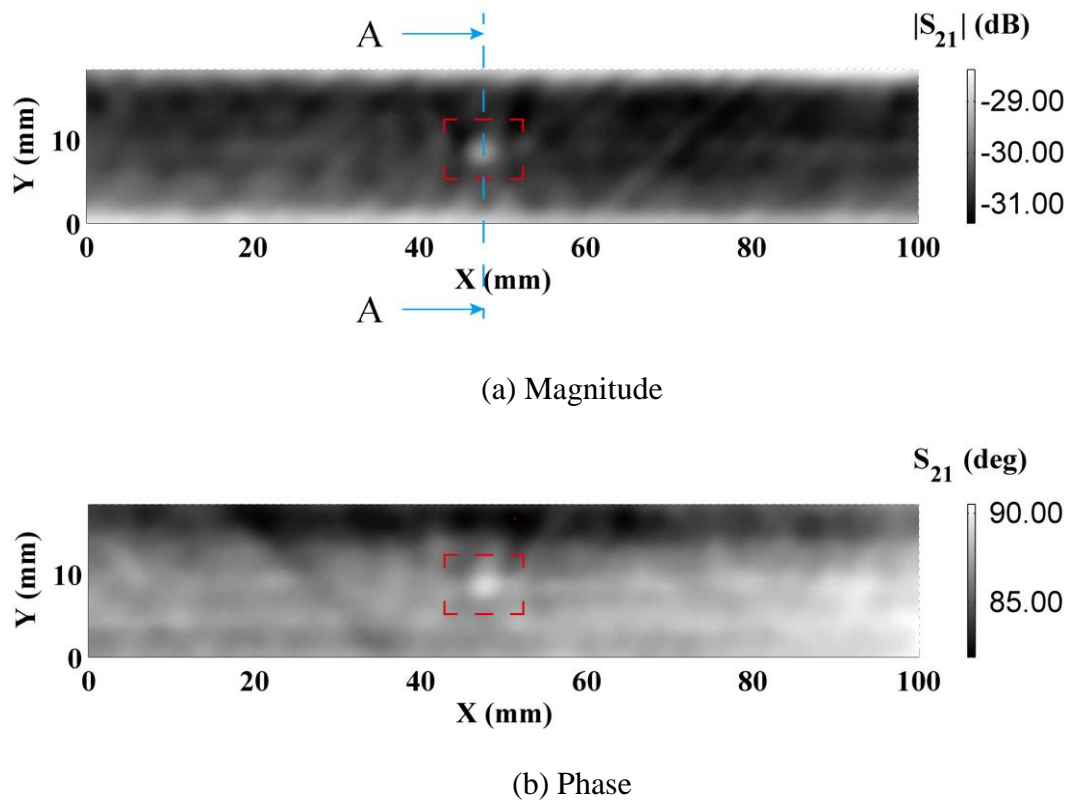 A
|S21| (dB)
-29.00
-30.00
-31.00
Y (mm)
10
0
0 20 40 60 80 100
X (mm)
A
(a) Magnitude
S21 (deg)
90.00
85.00
Y (mm)
10
0
0 20 40 60 80 100
X (mm)
(b) Phase